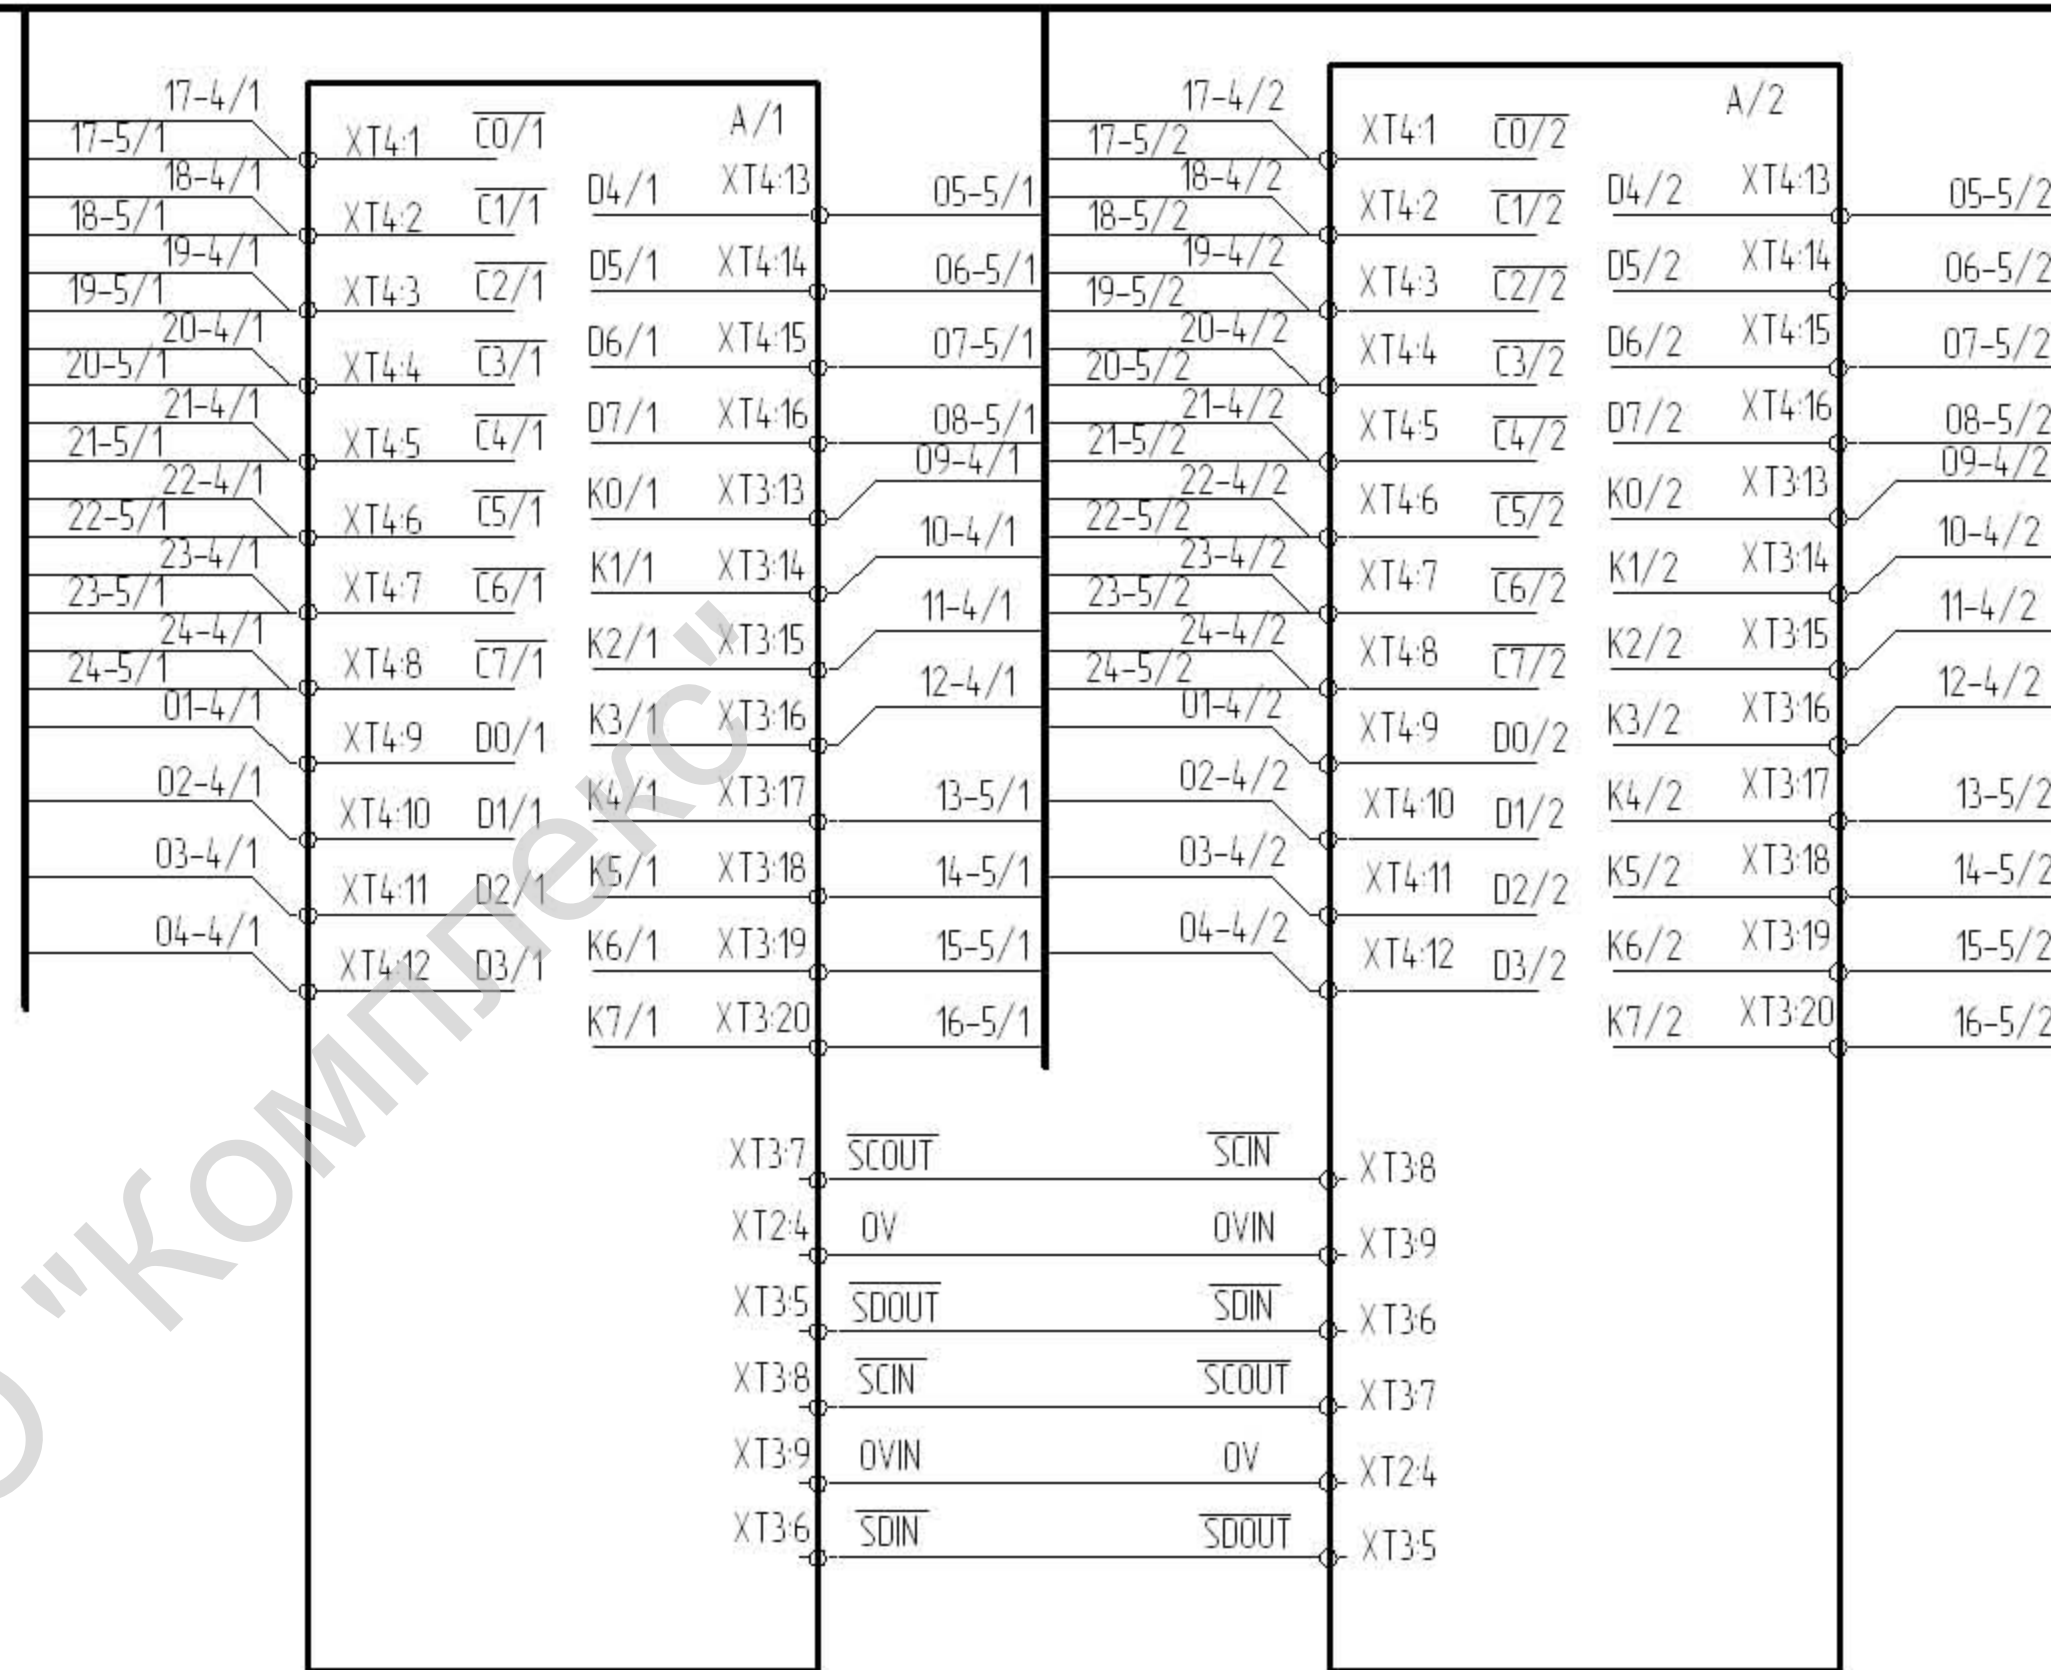 17-4/1
17-5/1
18-4/1
18-5/1
19-4/1
19-5/1
20-4/1
20-5/1
21-4/1
21-5/1
22-4/1
22-5/1
23-4/1
23-5/1
24-4/1
24-5/1
01-4/1
02-4/1
03-4/1
04-4/1
A/1
XT4:1 C0/1
XT4:2 C1/1
XT4:3 C2/1
XT4:4 C3/1
XT4:5 C4/1
XT4:6 C5/1
XT4:7 C6/1
XT4:8 C7/1
XT4:9 D0/1
XT4:10 D1/1
XT4:11 D2/1
XT4:12 D3/1
D4/1 XT4:13 05-5/1
D5/1 XT4:14 06-5/1
D6/1 XT4:15 07-5/1
D7/1 XT4:16 08-5/1
K0/1 XT3:13 09-4/1
K1/1 XT3:14 10-4/1
K2/1 XT3:15 11-4/1
K3/1 XT3:16 12-4/1
K4/1 XT3:17 13-5/1
K5/1 XT3:18 14-5/1
K6/1 XT3:19 15-5/1
K7/1 XT3:20 16-5/1
17-4/2
17-5/2
18-4/2
18-5/2
19-4/2
19-5/2
20-4/2
20-5/2
21-4/2
21-5/2
22-4/2
22-5/2
23-4/2
23-5/2
24-4/2
24-5/2
01-4/2
02-4/2
03-4/2
04-4/2
A/2
XT4:1 C0/2
XT4:2 C1/2
XT4:3 C2/2
XT4:4 C3/2
XT4:5 C4/2
XT4:6 C5/2
XT4:7 C6/2
XT4:8 C7/2
XT4:9 D0/2
XT4:10 D1/2
XT4:11 D2/2
XT4:12 D3/2
D4/2 XT4:13 05-5/2
D5/2 XT4:14 06-5/2
D6/2 XT4:15 07-5/2
D7/2 XT4:16 08-5/2
K0/2 XT3:13 09-4/2
K1/2 XT3:14 10-4/2
K2/2 XT3:15 11-4/2
K3/2 XT3:16 12-4/2
K4/2 XT3:17 13-5/2
K5/2 XT3:18 14-5/2
K6/2 XT3:19 15-5/2
K7/2 XT3:20 16-5/2
XT3:7 SCOUT SCIN XT3:8
XT2:4 0V 0VIN XT3:9
XT3:5 SDOUT SDIN XT3:6
XT3:8 SCIN SCOUT XT3:7
XT3:9 0VIN 0V XT2:4
XT3:6 SDIN SDOUT XT3:5
"Комплекс"